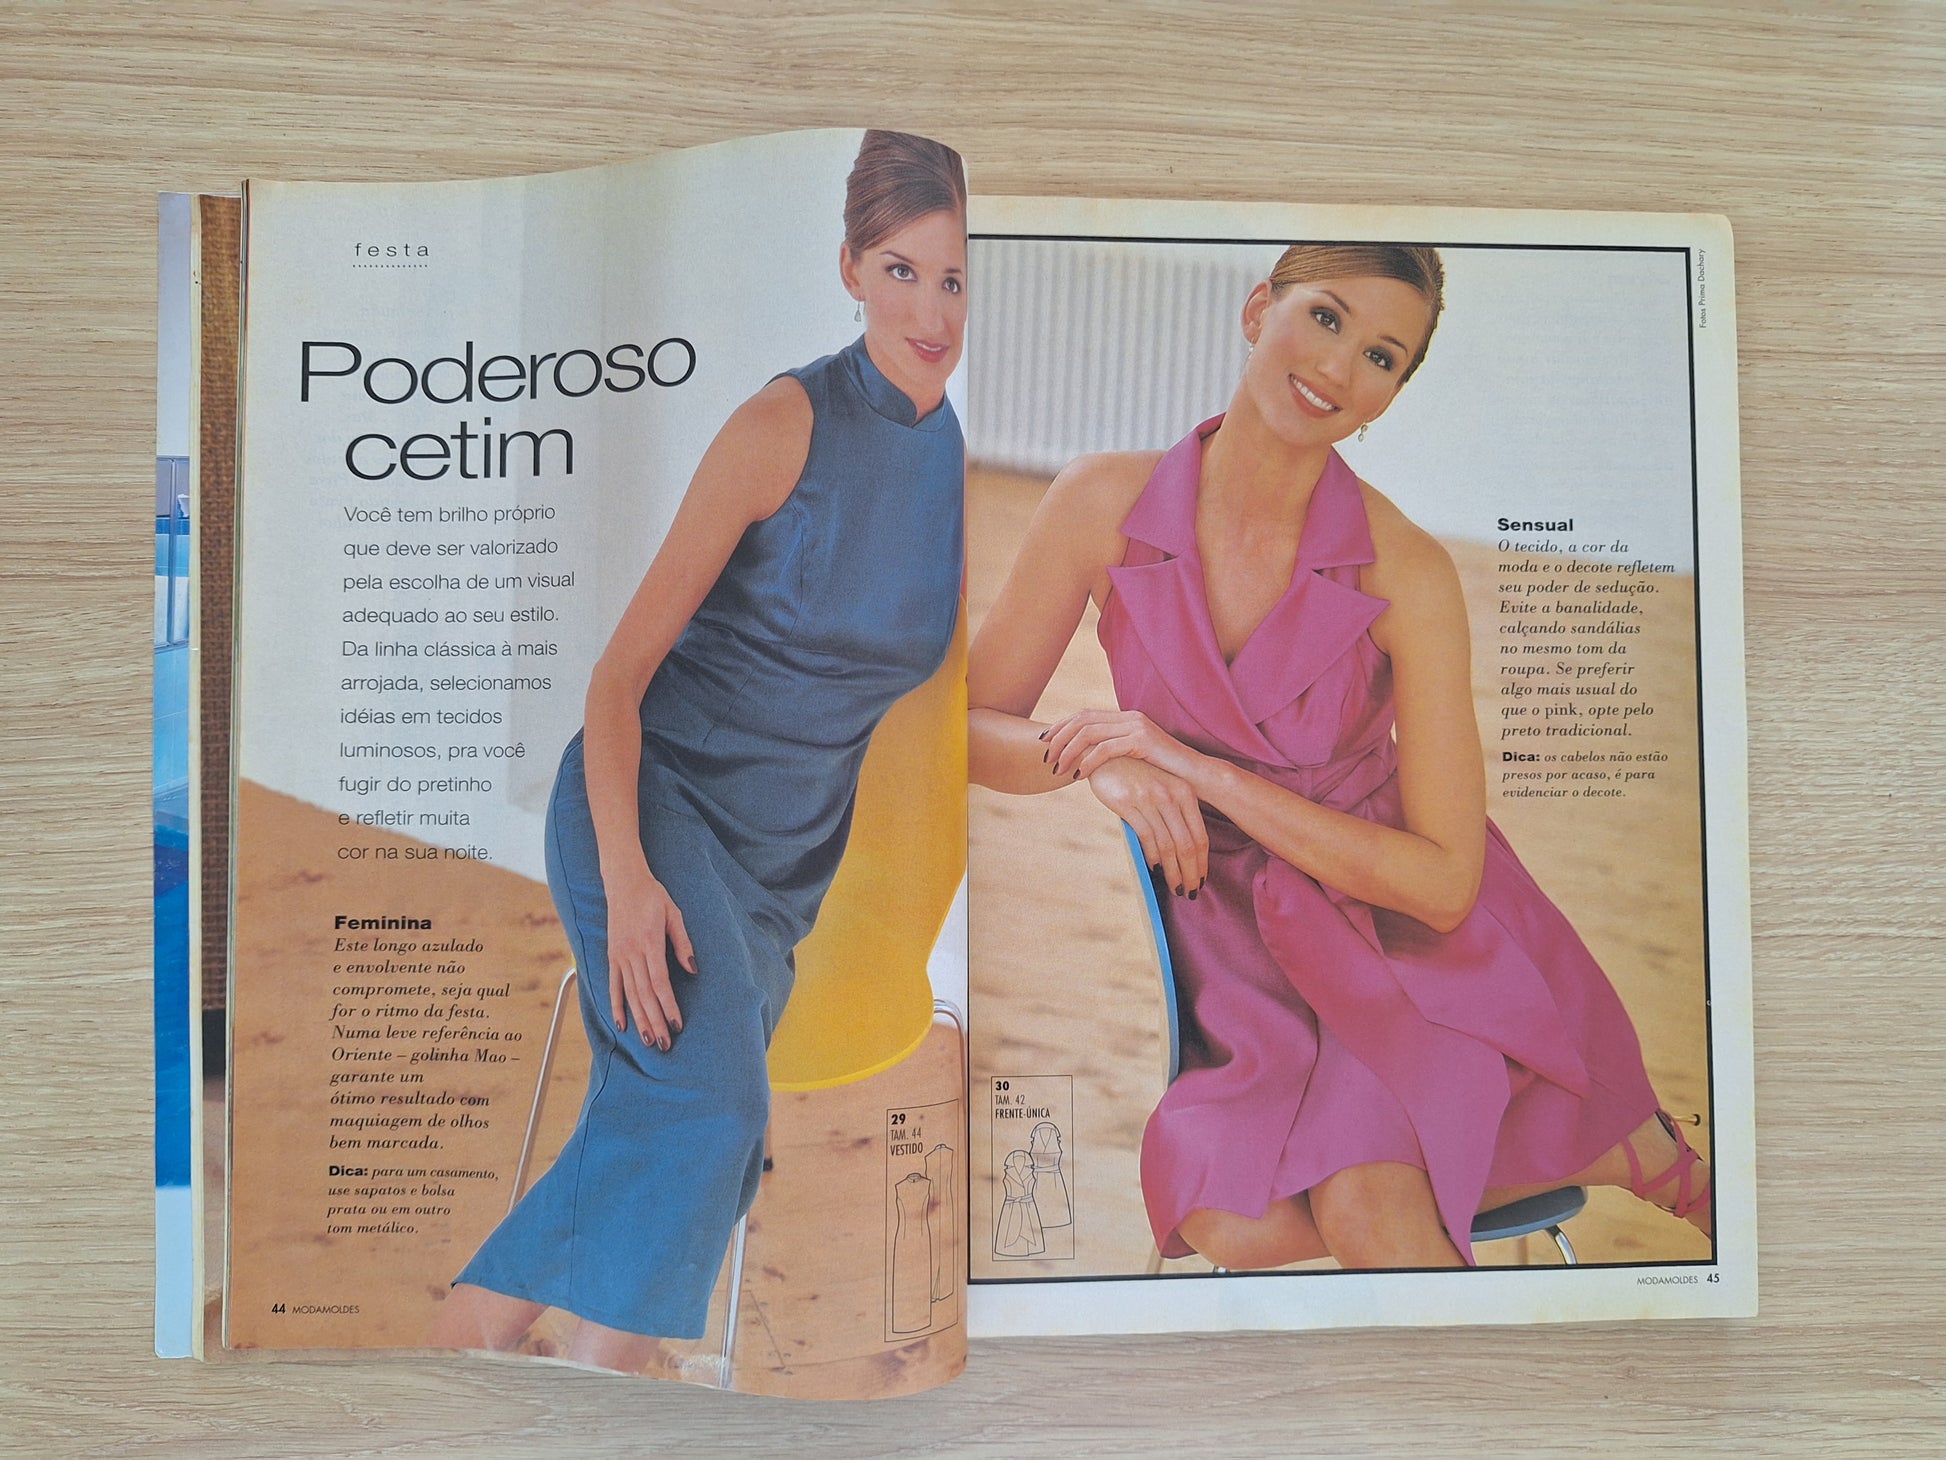 festa
Poderoso
cetim
Você tem brilho próprio
que deve ser valorizado
pela escolha de um visual
adequado ao seu estilo.
Da linha clássica à mais
arrojada, selecionamos
idéias em tecidos
luminosos, pra você
fugir do pretinho
e refletir muita
cor na sua noite.
Feminina
Este longo azulado
e envolvente não
compromete, seja qual
for o ritmo da festa.
Numa leve referência ao
Oriente – golinha Mao –
garante um
ótimo resultado com
maquiagem de olhos
bem marcada.
Dica: para um casamento,
use sapatos e bolsa
prata ou em outro
tom metálico.
29
TAM. 44
VESTIDO
44 MODAMOLDES
Fotos Prima Dachary
Sensual
O tecido, a cor da
moda e o decote refletem
seu poder de sedução.
Evite a banalidade,
calçando sandálias
no mesmo tom da
roupa. Se preferir
algo mais usual do
que o pink, opte pelo
preto tradicional.
Dica: os cabelos não estão
presos por acaso, é para
evidenciar o decote.
30
TAM. 42
FRENTE-ÚNICA
MODAMOLDES 45